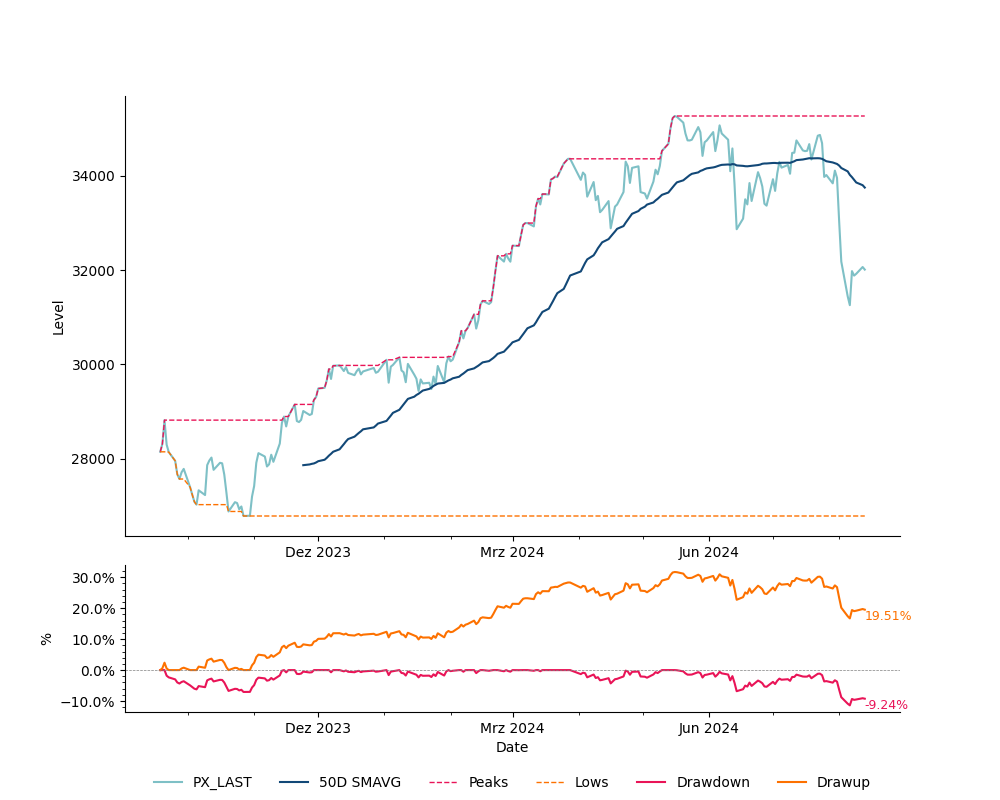 34000
32000
30000
28000
Level
Dez 2023 Mrz 2024 Jun 2024
30.0%
20.0%
10.0%
0.0%
−10.0%
%
19.51%
-9.24%
Dez 2023 Mrz 2024 Jun 2024
Date
PX_LAST 50D SMAVG Peaks Lows Drawdown Drawup